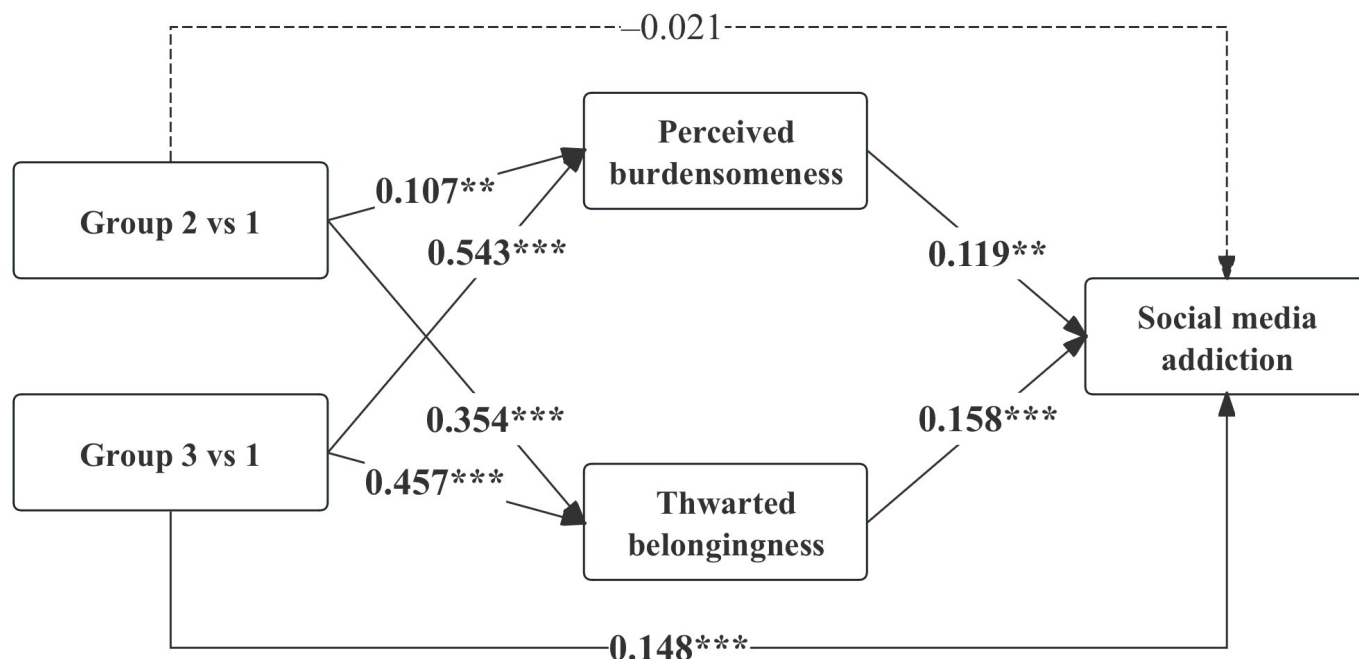 –0.021
Perceived
burdensomeness
0.107**
Group 2 vs 1
0.543***
0.119**
Social media
addiction
0.354***
0.158***
Group 3 vs 1
0.457***
Thwarted
belongingness
0.148***